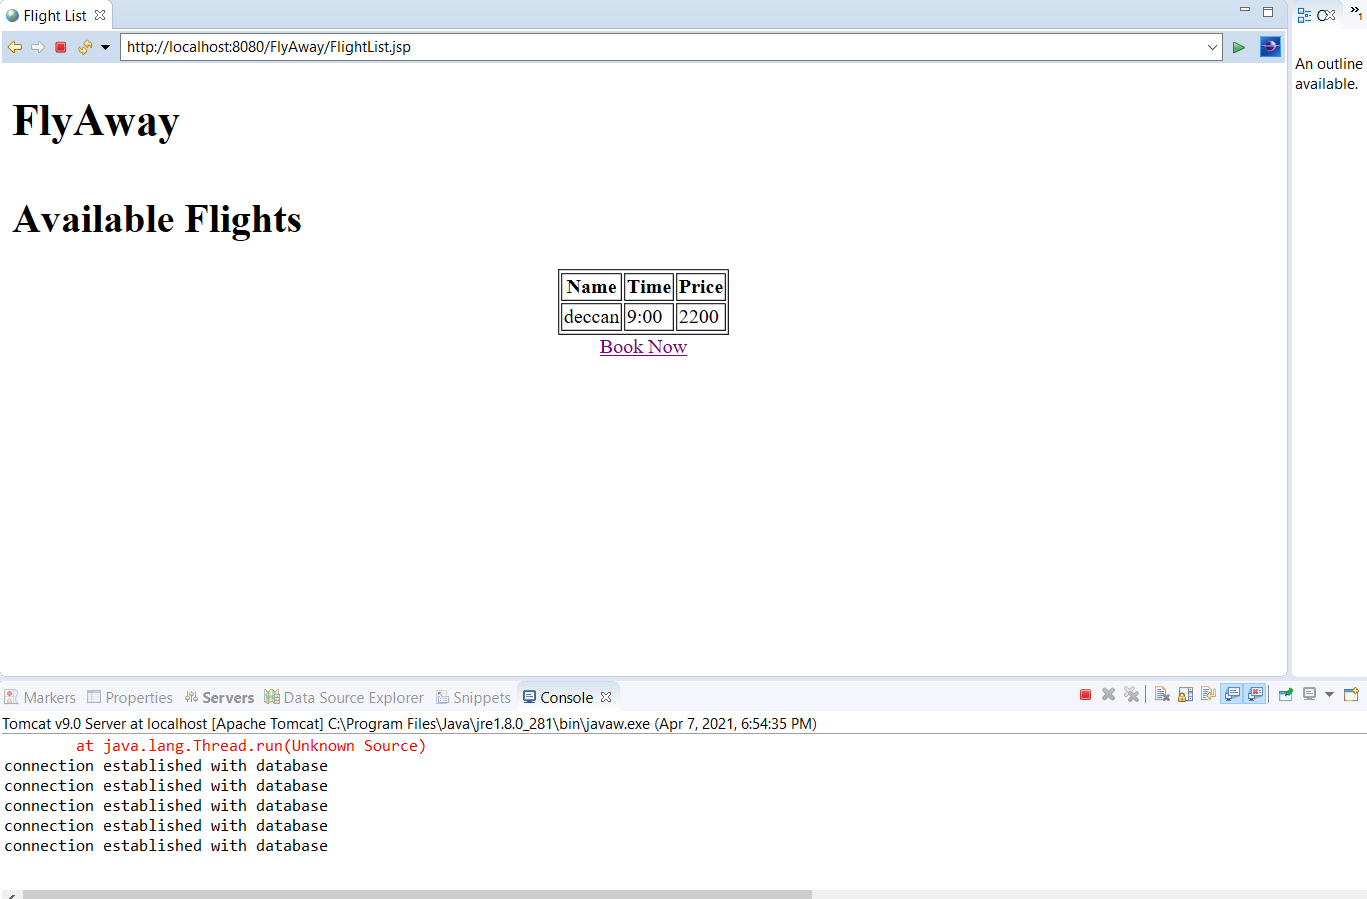 Flight List
http://localhost:8080/FlyAway/FlightList.jsp
An outline
available.
FlyAway
Available Flights
Name Time Price
deccan 9:00 2200
Book Now
Markers Properties Servers Data Source Explorer Snippets Console
Tomcat v9.0 Server at localhost [Apache Tomcat] C:\Program Files\Java\jre1.8.0_281\bin\javaw.exe (Apr 7, 2021, 6:54:35 PM)
at java.lang.Thread.run(Unknown Source)
connection established with database
connection established with database
connection established with database
connection established with database
connection established with database